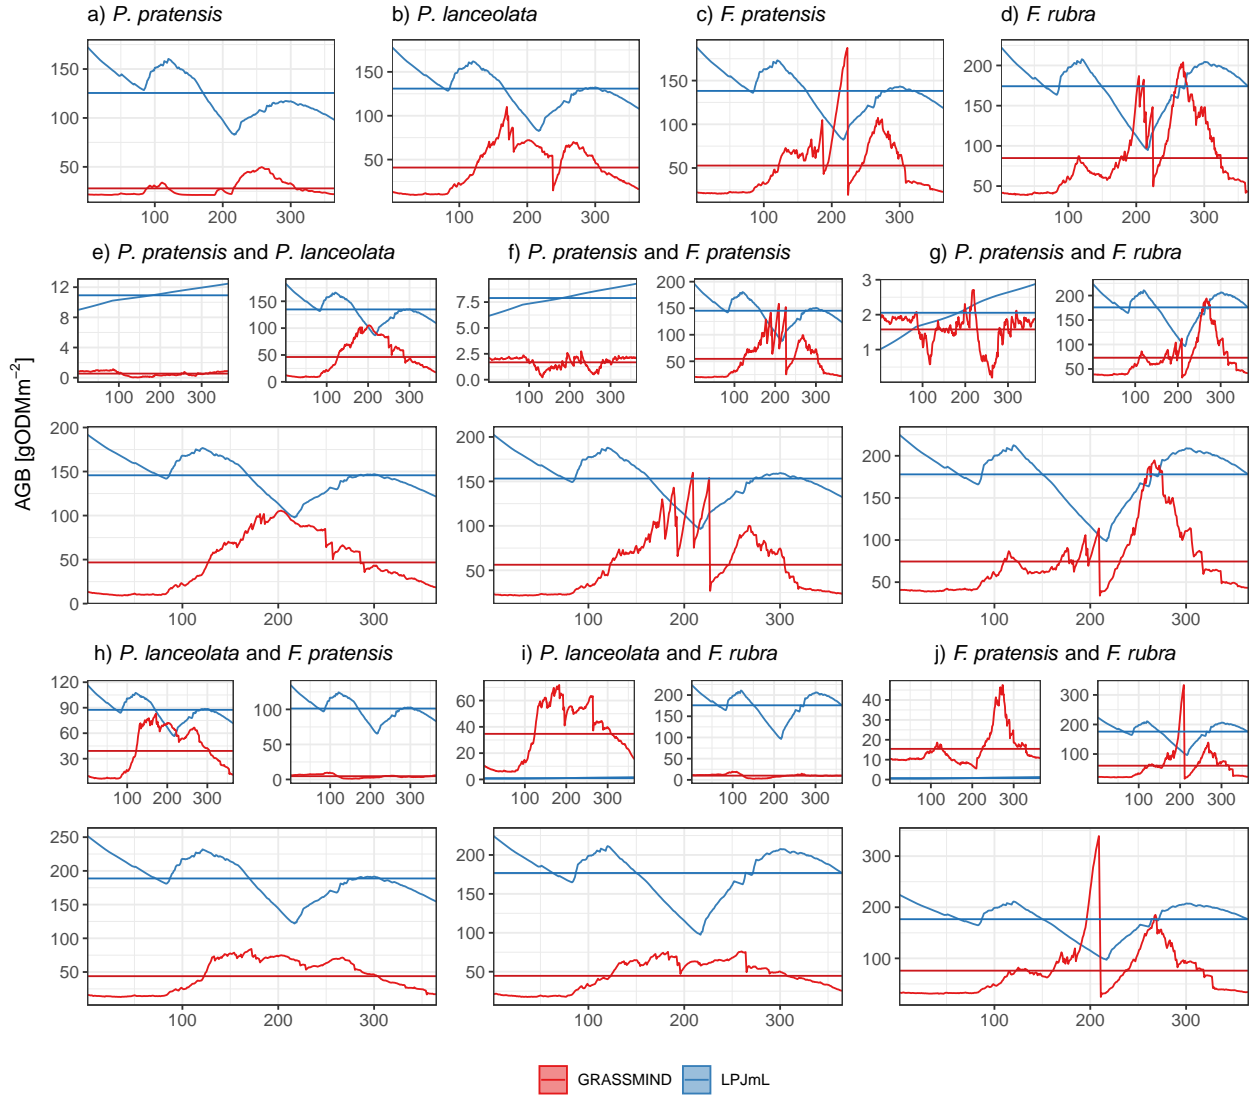 a) P. pratensis
b) P. lanceolata
c) F. pratensis
d) F. rubra
150
100
50
100 200 300
150
100
50
100 200 300
150
100
50
100 200 300
200
150
100
50
100 200 300
e) P. pratensis and P. lanceolata
f) P. pratensis and F. pratensis
g) P. pratensis and F. rubra
12
8
4
0
100 200 300
150
100
50
0
100 200 300
7.5
5.0
2.5
0.0
100 200 300
200
150
100
50
100 200 300
3
2
1
100 200 300
200
150
100
50
100 200 300
AGB [gODMm−2]
200
150
100
50
0
100 200 300
200
150
100
50
100 200 300
200
150
100
50
100 200 300
h) P. lanceolata and F. pratensis
i) P. lanceolata and F. rubra
j) F. pratensis and F. rubra
120
90
60
30
100 200 300
100
50
0
100 200 300
60
40
20
0
100 200 300
200
150
100
50
0
100 200 300
50
40
30
20
10
0
100 200 300
300
200
100
100 200 300
250
200
150
100
50
100 200 300
200
150
100
50
100 200 300
300
200
100
100 200 300
GRASSMIND
LPJmL